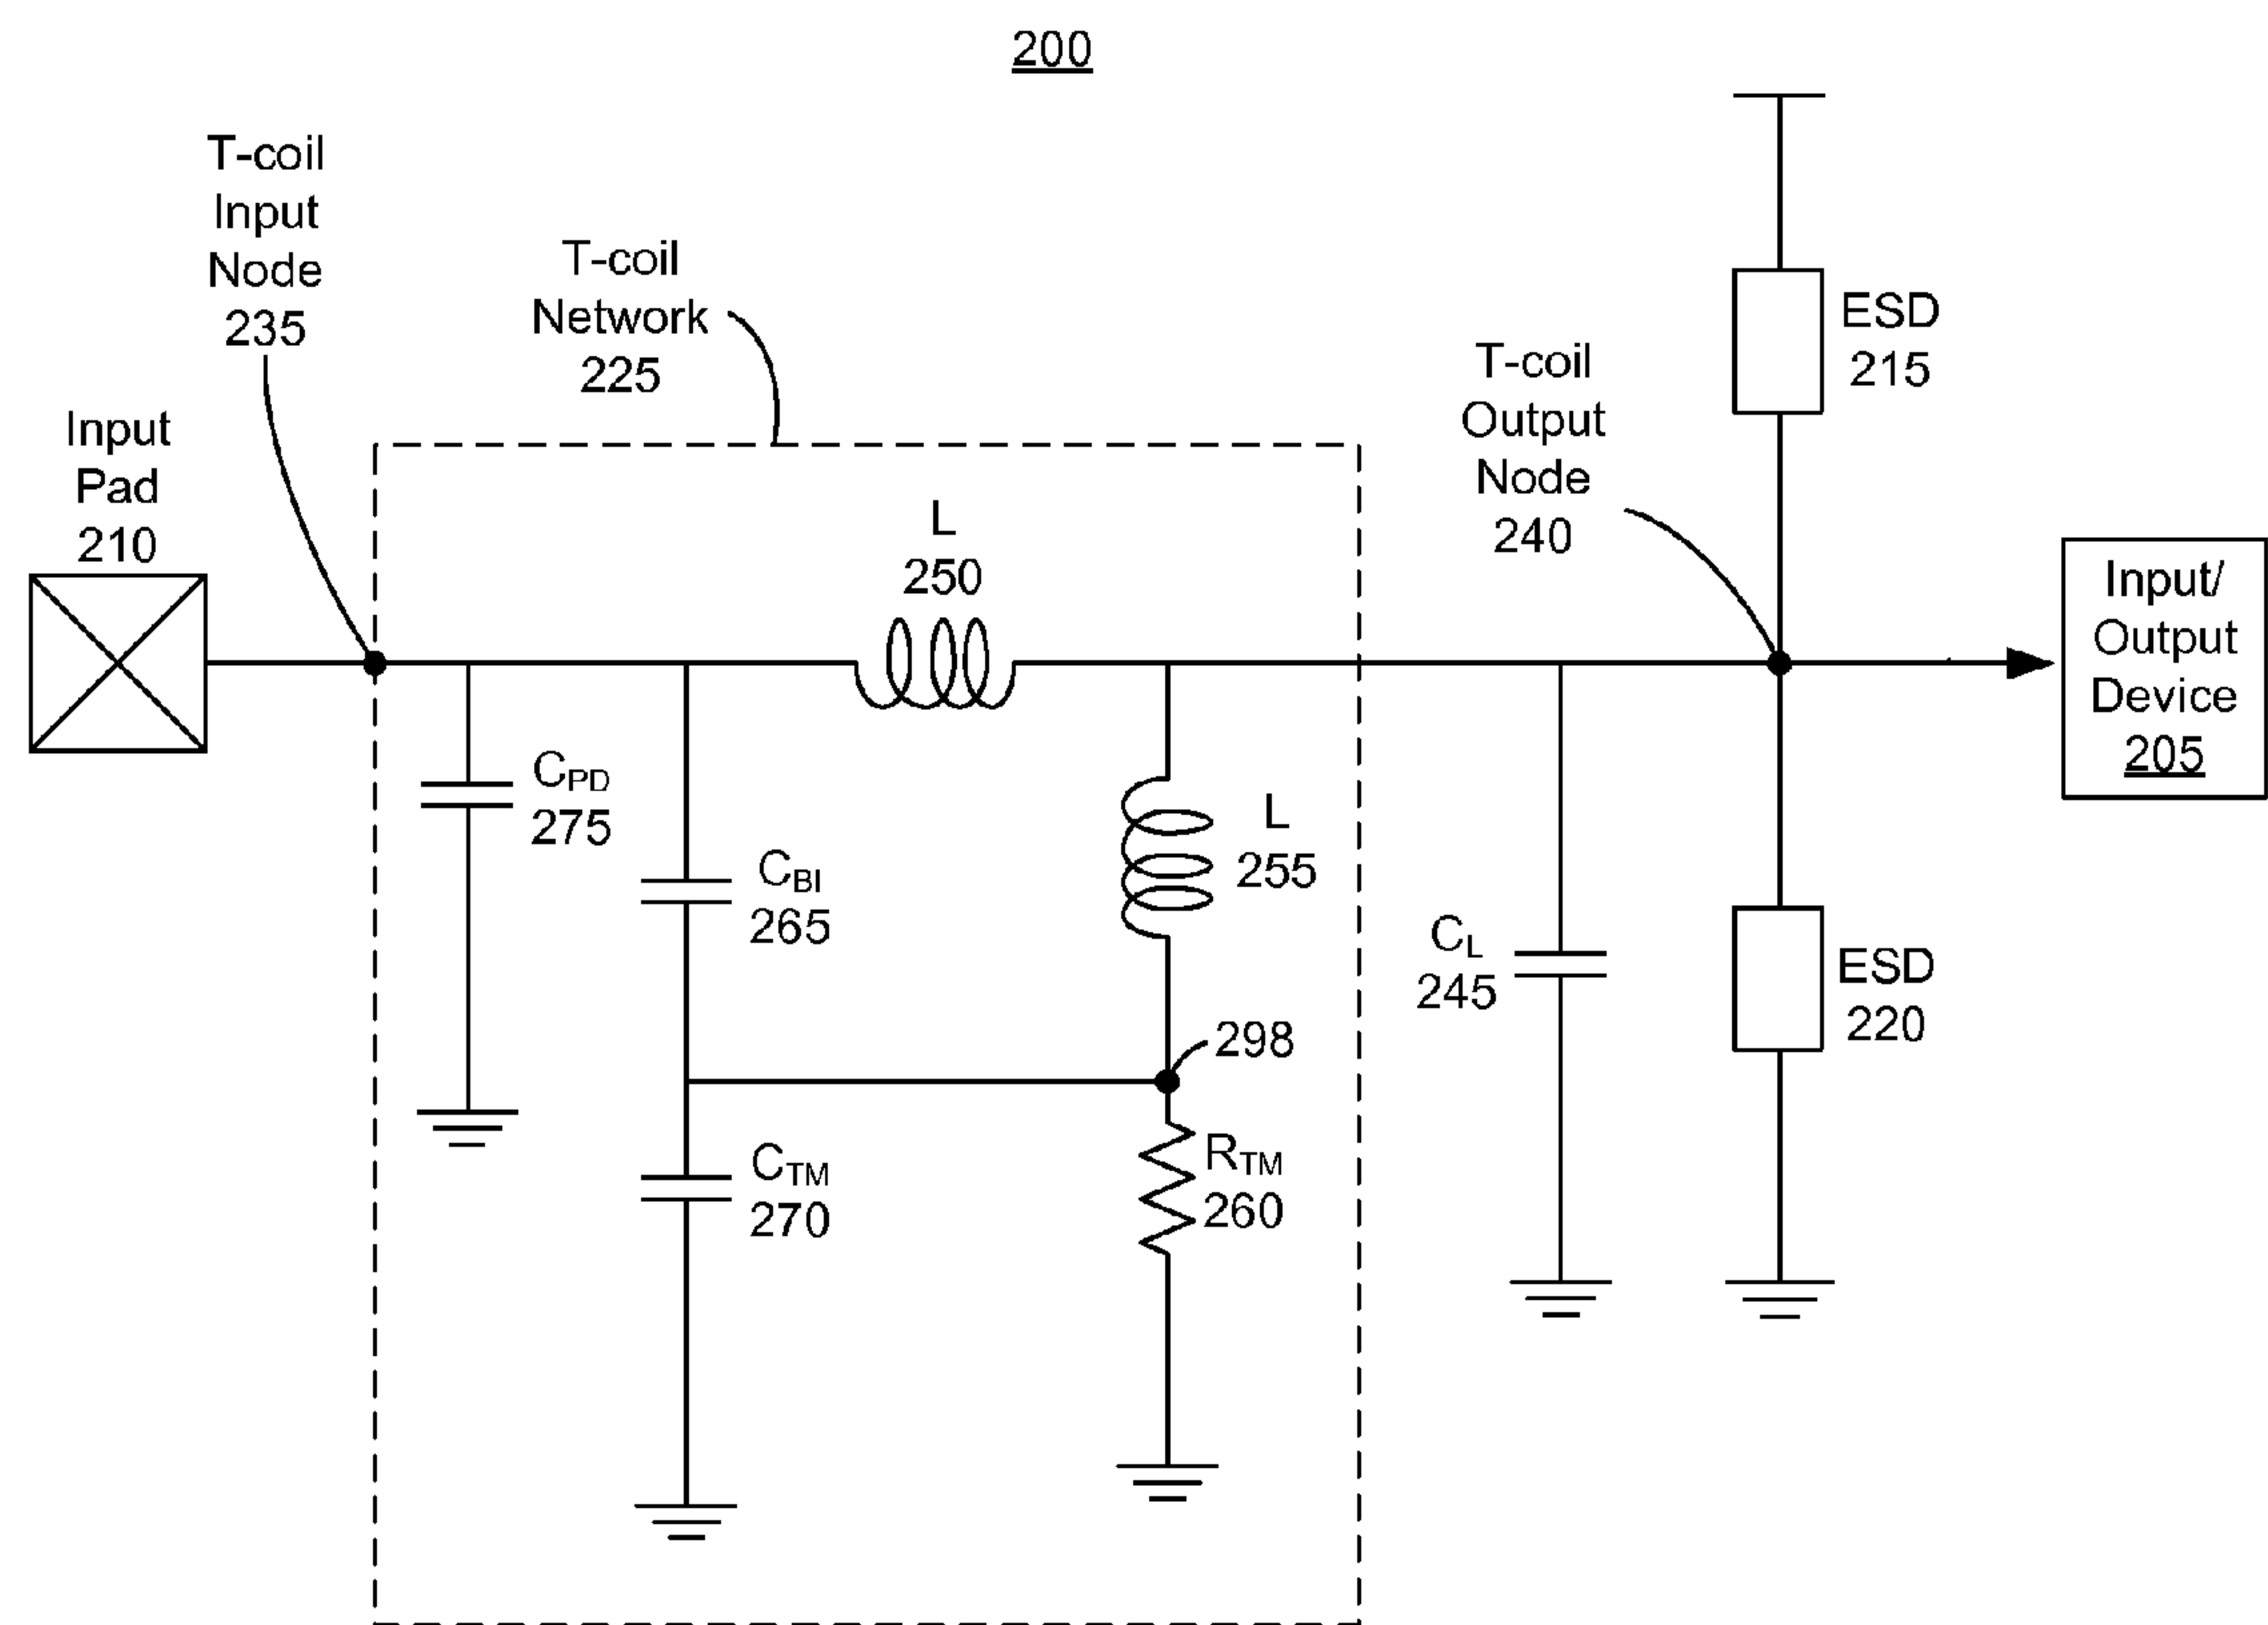 200
T-coil
Input
Node
235
T-coil
Network
225
Input
Pad
210
L
250
T-coil
Output
Node
240
ESD
215
Input/
Output
Device
205
CPD
275
CBI
265
L
255
CL
245
ESD
220
298
CTM
270
RTM
260